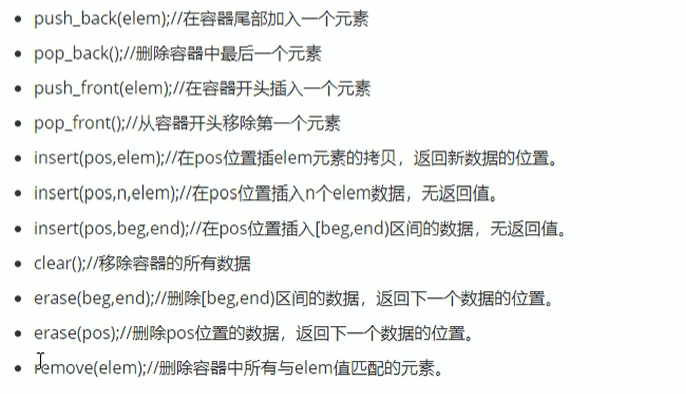 push_back(elem);//在容器尾部加入一个元素
pop_back();//删除容器中最后一个元素
push_front(elem);//在容器开头插入一个元素
pop_front();//从容器开头移除第一个元素
insert(pos,elem);//在pos位置插elem元素的拷贝，返回新数据的位置。
insert(pos,n,elem);//在pos位置插入n个elem数据，无返回值。
insert(pos,beg,end);//在pos位置插入[beg,end)区间的数据，无返回值。
clear();//移除容器的所有数据
erase(beg,end);//删除[beg,end)区间的数据，返回下一个数据的位置。
erase(pos);//删除pos位置的数据，返回下一个数据的位置。
remove(elem);//删除容器中所有与elem值匹配的元素。